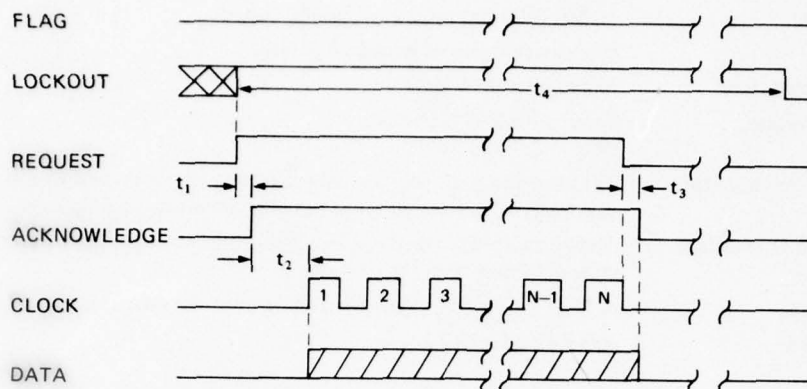 FLAG
LOCKOUT
t4
REQUEST
t1
t3
ACKNOWLEDGE
t2
CLOCK
1 2 3 N–1 N
DATA